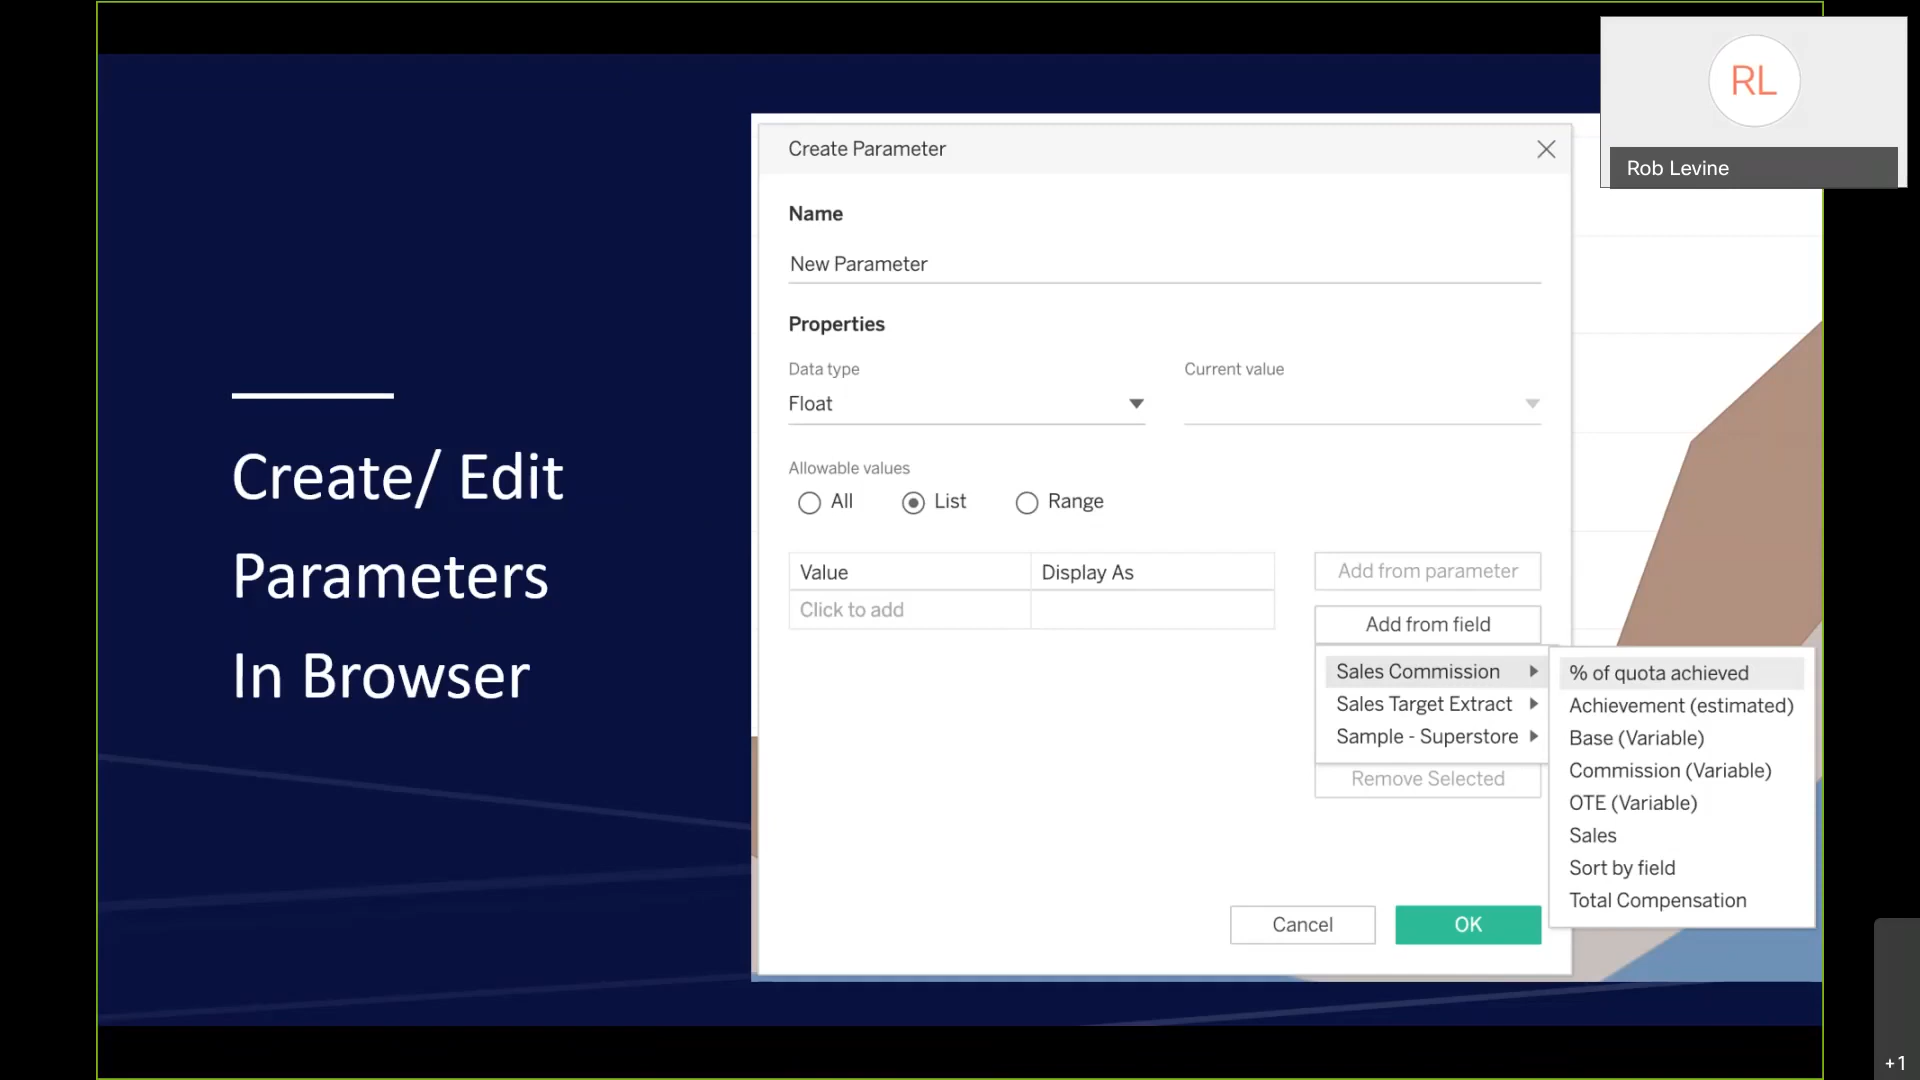 RL
Rob Levine
Create/ Edit
Parameters
In Browser
Create Parameter
Name
New Parameter
Properties
Data type
Current value
Float
Allowable values
All
List
Range
Value
Display As
Click to add
Add from parameter
Add from field
Sales Commission
Sales Target Extract
Sample - Superstore
Remove Selected
% of quota achieved
Achievement (estimated)
Base (Variable)
Commission (Variable)
OTE (Variable)
Sales
Sort by field
Total Compensation
Cancel
OK
+1